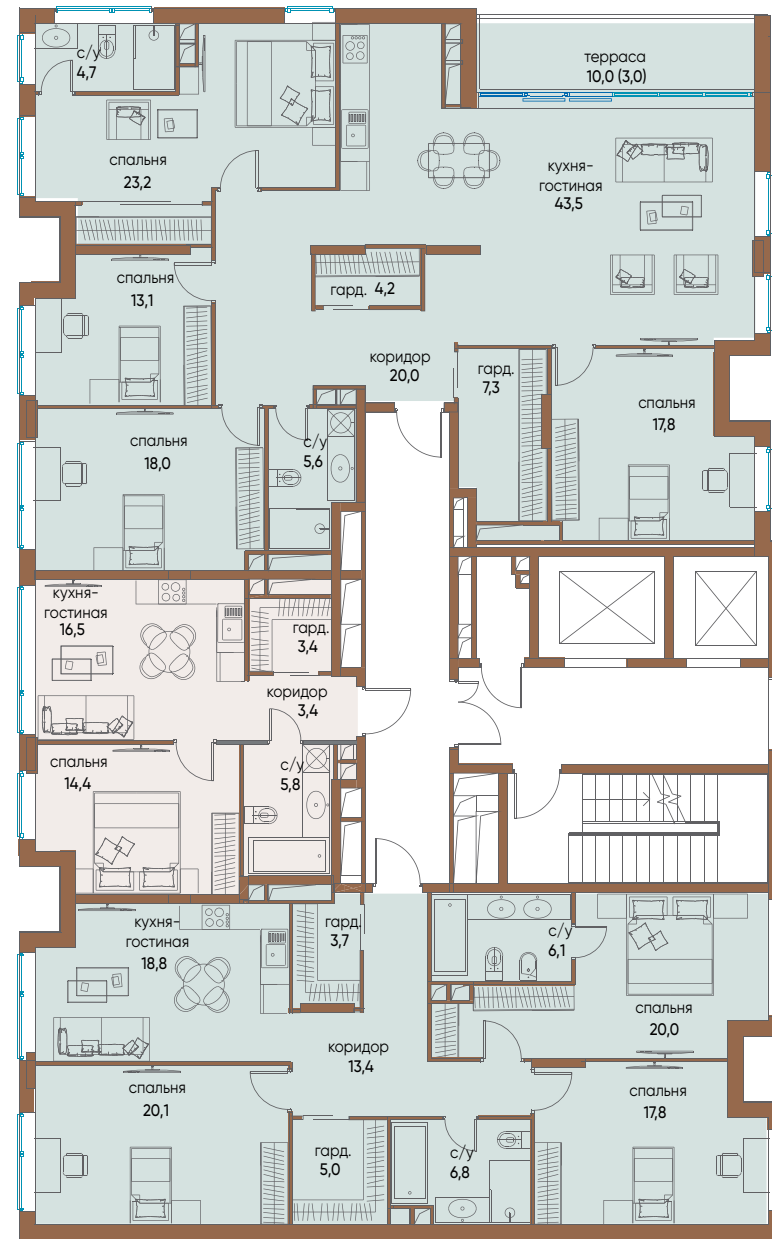 с/у
4,7
терраса
10,0 (3,0)
спальня
23,2
кухня-
гостиная
43,5
спальня
13,1
гард. 4,2
коридор
20,0
гард.
7,3
спальня
17,8
спальня
18,0
с/у
5,6
кухня-
гостиная
16,5
гард.
3,4
коридор
3,4
спальня
14,4
с/у
5,8
кухня-
гостиная
18,8
гард.
3,7
с/у
6,1
спальня
20,0
коридор
13,4
спальня
20,1
спальня
17,8
гард.
5,0
с/у
6,8